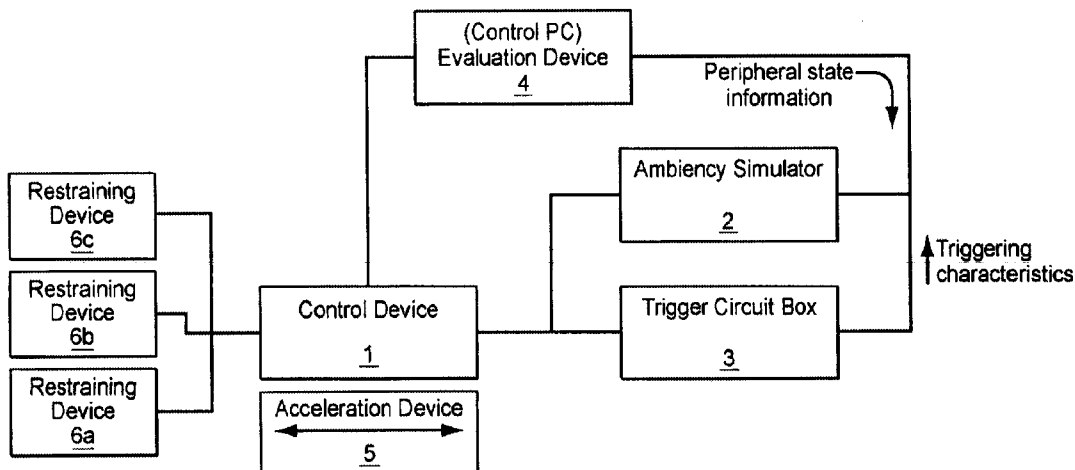 (Control PC)
Evaluation Device
4
Peripheral state
information
Ambiency Simulator
2
Restraining
Device
6c
Restraining
Device
6b
Restraining
Device
6a
Control Device
1
Trigger Circuit Box
3
Triggering
characteristics
Acceleration Device
5